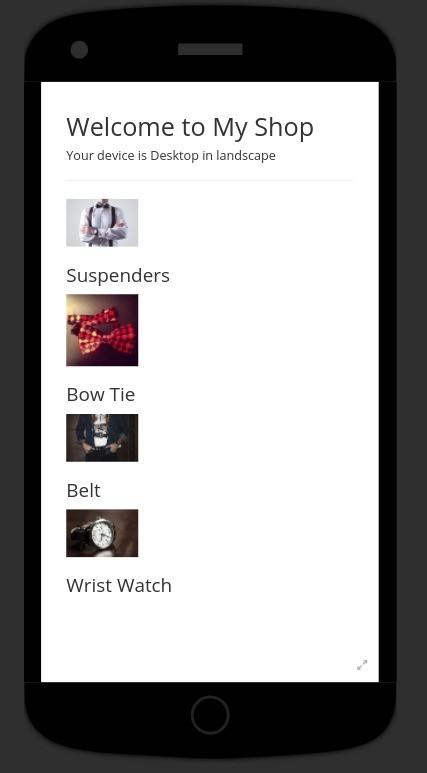 Welcome to My Shop
Your device is Desktop in landscape
Suspenders
Bow Tie
Belt
Wrist Watch